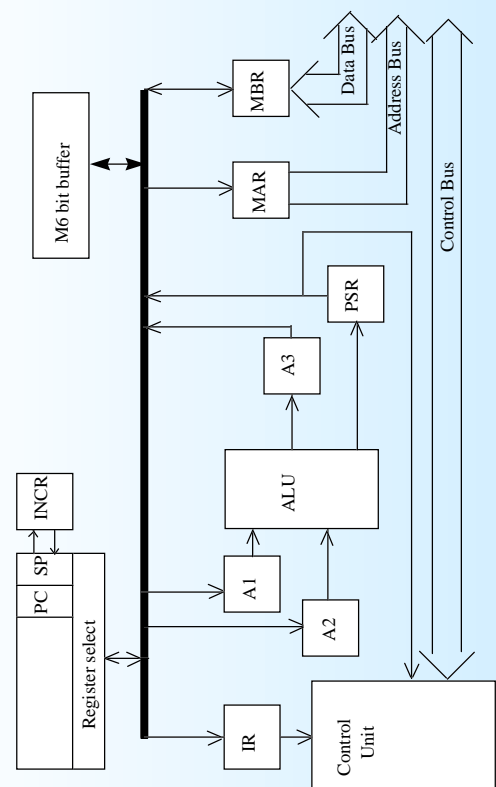 M6 bit buffer
MBR
Data Bus
Address Bus
MAR
Control Bus
PSR
A3
INCR
SP
PC
Register select
ALU
A1
A2
IR
Control
Unit